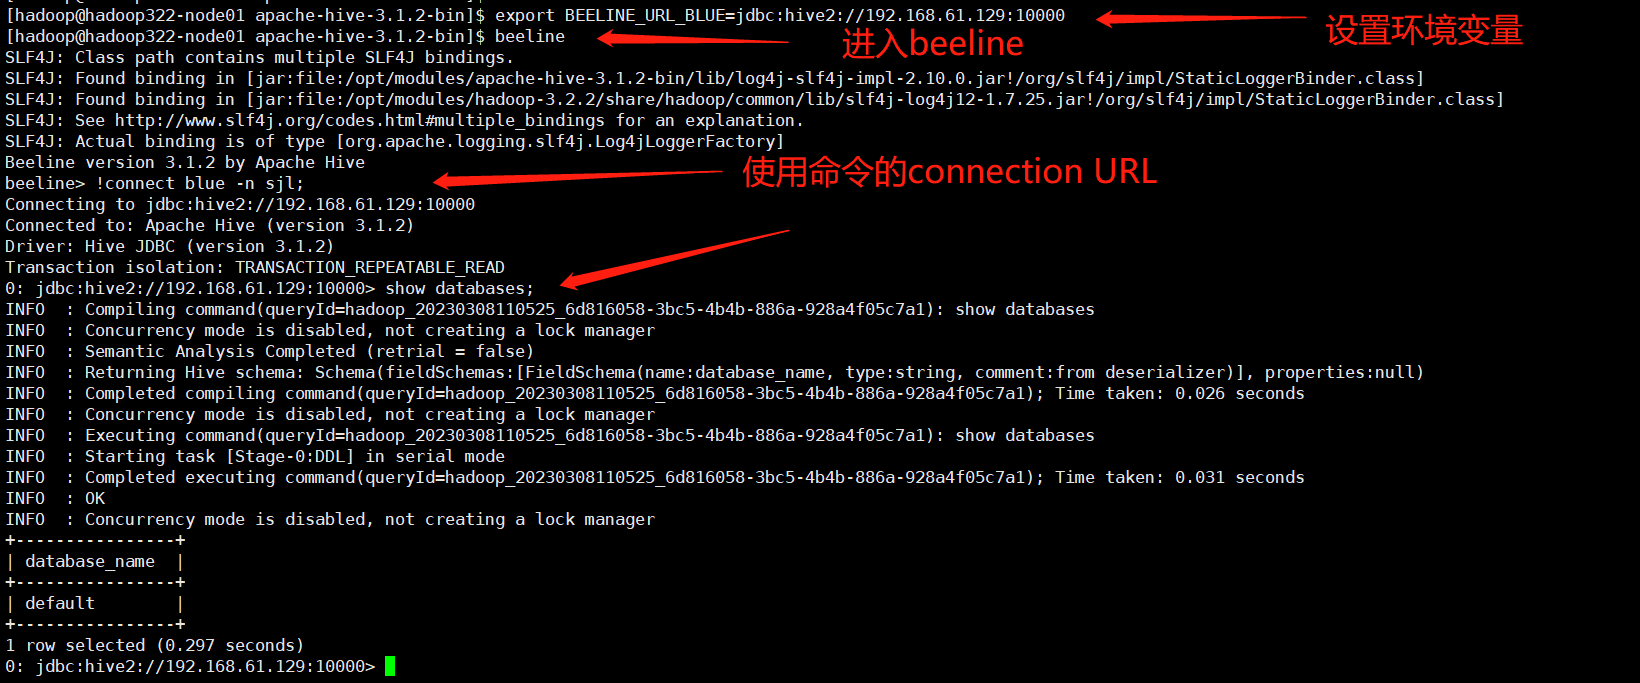 [hadoop@hadoop322-node01 apache-hive-3.1.2-bin]$
[hadoop@hadoop322-node01 apache-hive-3.1.2-bin]$ export BEELINE_URL_BLUE=jdbc:hive2://192.168.61.129:10000
设置环境变量
[hadoop@hadoop322-node01 apache-hive-3.1.2-bin]$ beeline
进入beeline
SLF4J: Class path contains multiple SLF4J bindings.
SLF4J: Found binding in [jar:file:/opt/modules/apache-hive-3.1.2-bin/lib/log4j-slf4j-impl-2.10.0.jar!/org/slf4j/impl/StaticLoggerBinder.class]
SLF4J: Found binding in [jar:file:/opt/modules/hadoop-3.2.2/share/hadoop/common/lib/slf4j-log4j12-1.7.25.jar!/org/slf4j/impl/StaticLoggerBinder.class]
SLF4J: See http://www.slf4j.org/codes.html#multiple_bindings for an explanation.
SLF4J: Actual binding is of type [org.apache.logging.slf4j.Log4jLoggerFactory]
Beeline version 3.1.2 by Apache Hive
beeline> !connect blue -n sjl;
使用命令的connection URL
Connecting to jdbc:hive2://192.168.61.129:10000
Connected to: Apache Hive (version 3.1.2)
Driver: Hive JDBC (version 3.1.2)
Transaction isolation: TRANSACTION_REPEATABLE_READ
0: jdbc:hive2://192.168.61.129:10000> show databases;
INFO  : Compiling command(queryId=hadoop_20230308110525_6d816058-3bc5-4b4b-886a-928a4f05c7a1): show databases
INFO  : Concurrency mode is disabled, not creating a lock manager
INFO  : Semantic Analysis Completed (retrial = false)
INFO  : Returning Hive schema: Schema(fieldSchemas:[FieldSchema(name:database_name, type:string, comment:from deserializer)], properties:null)
INFO  : Completed compiling command(queryId=hadoop_20230308110525_6d816058-3bc5-4b4b-886a-928a4f05c7a1); Time taken: 0.026 seconds
INFO  : Concurrency mode is disabled, not creating a lock manager
INFO  : Executing command(queryId=hadoop_20230308110525_6d816058-3bc5-4b4b-886a-928a4f05c7a1): show databases
INFO  : Starting task [Stage-0:DDL] in serial mode
INFO  : Completed executing command(queryId=hadoop_20230308110525_6d816058-3bc5-4b4b-886a-928a4f05c7a1); Time taken: 0.031 seconds
INFO  : OK
INFO  : Concurrency mode is disabled, not creating a lock manager
+----------------+
| database_name  |
+----------------+
| default        |
+----------------+
1 row selected (0.297 seconds)
0: jdbc:hive2://192.168.61.129:10000>